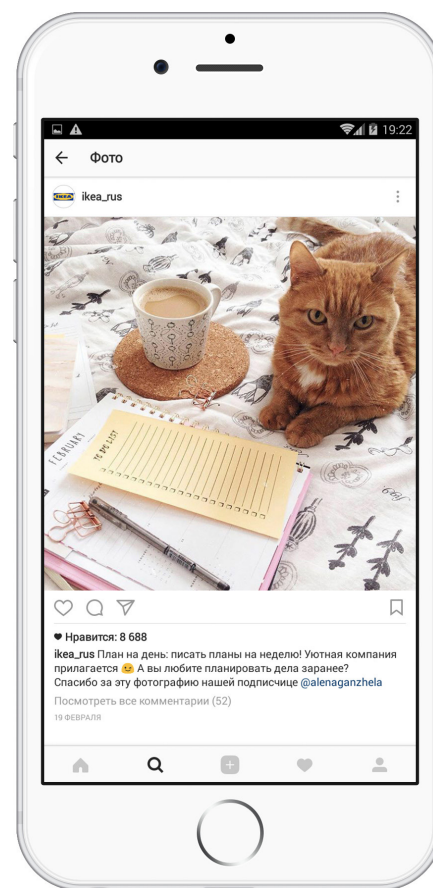 19:22
Фото
IKEA
ikea_rus
FEBRUARY
TO DO LIST
Нравится: 8 688
ikea_rus План на день: писать планы на неделю! Уютная компания
прилагается 😊 А вы любите планировать дела заранее?
Спасибо за эту фотографию нашей подписчице @alenaganzhela
Посмотреть все комментарии (52)
19 ФЕВРАЛЯ